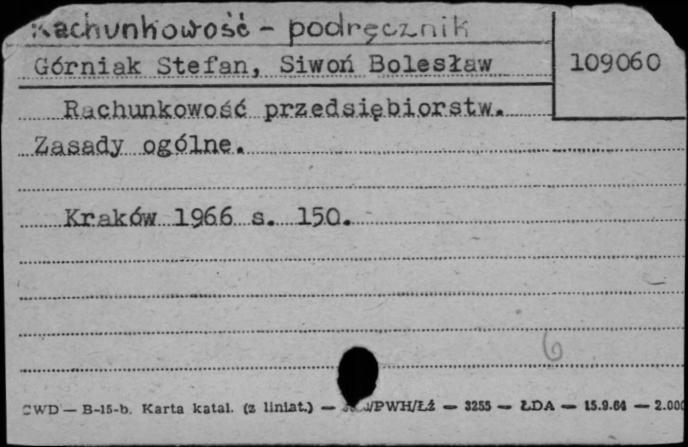 Rachunkowość - podręcznik
Górniak Stefan, Siwoń Bolesław
109060
Rachunkowość przedsiębiorstw.
Zasady ogólne.
Kraków 1966 s. 150.
6
CWD — B-15-b. Karta katal. (z liniat.) — /PWH/Łź — 3255 — ŁDA — 15.9.64 — 2.000